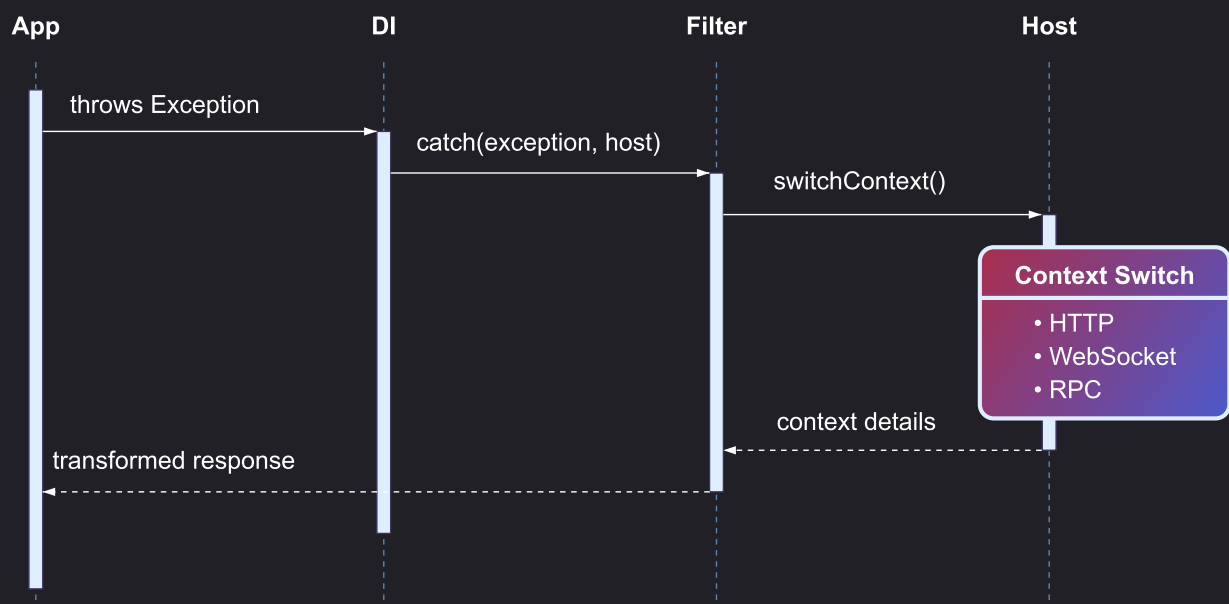 App
DI
Filter
Host
throws Exception
catch(exception, host)
switchContext()
Context Switch
• HTTP
• WebSocket
• RPC
context details
transformed response